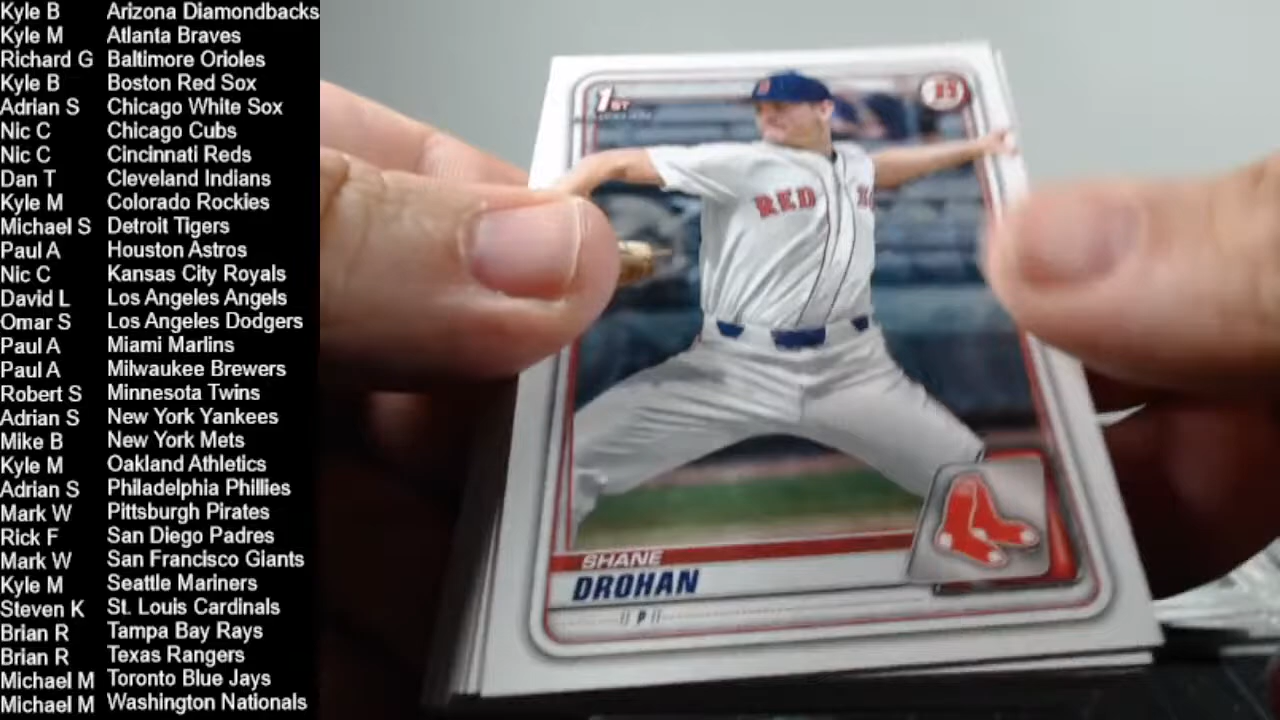 Kyle B Arizona Diamondbacks
Kyle M Atlanta Braves
Richard G Baltimore Orioles
Kyle B Boston Red Sox
Adrian S Chicago White Sox
Nic C Chicago Cubs
Nic C Cincinnati Reds
Dan T Cleveland Indians
Kyle M Colorado Rockies
Michael S Detroit Tigers
Paul A Houston Astros
Nic C Kansas City Royals
David L Los Angeles Angels
Omar S Los Angeles Dodgers
Paul A Miami Marlins
Paul A Milwaukee Brewers
Robert S Minnesota Twins
Adrian S New York Yankees
Mike B New York Mets
Kyle M Oakland Athletics
Adrian S Philadelphia Phillies
Mark W Pittsburgh Pirates
Rick F San Diego Padres
Mark W San Francisco Giants
Kyle M Seattle Mariners
Steven K St. Louis Cardinals
Brian R Tampa Bay Rays
Brian R Texas Rangers
Michael M Toronto Blue Jays
Michael M Washington Nationals
1ST
RED
SHANE
DROHAN
P